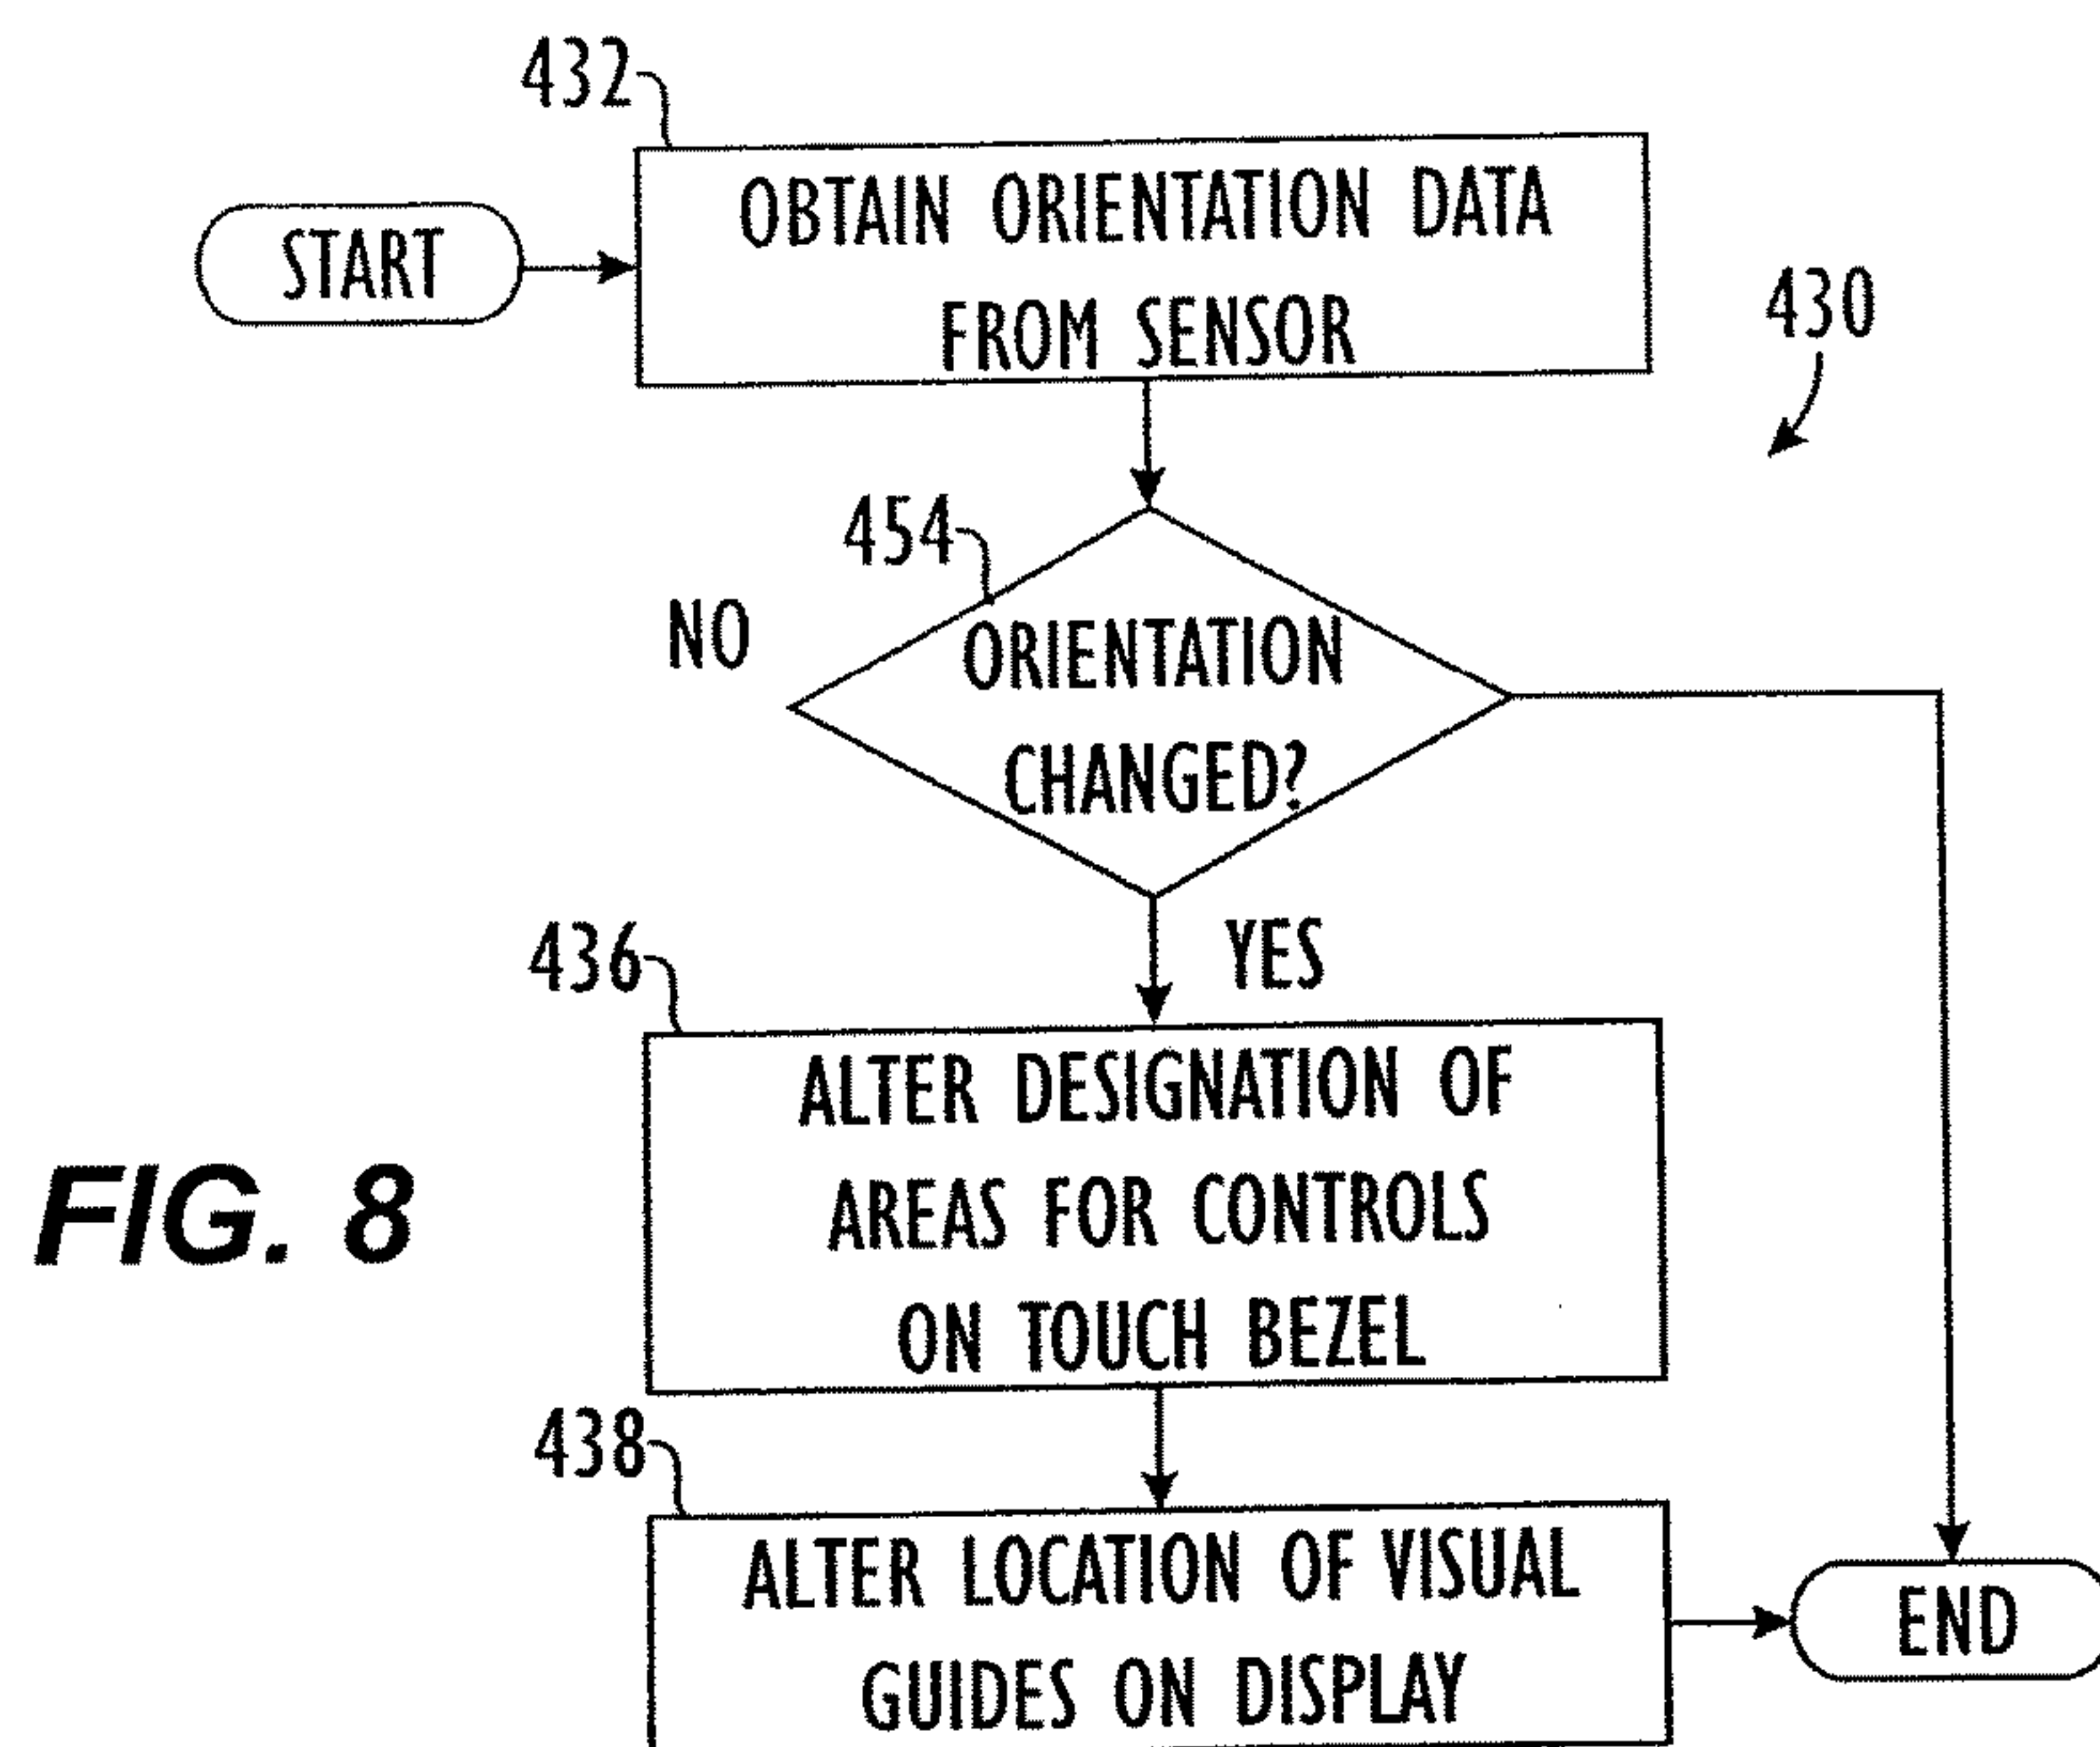 432
START
OBTAIN ORIENTATION DATA
FROM SENSOR
430
454
NO
ORIENTATION
CHANGED?
YES
436
ALTER DESIGNATION OF
AREAS FOR CONTROLS
ON TOUCH BEZEL
FIG. 8
438
ALTER LOCATION OF VISUAL
GUIDES ON DISPLAY
END